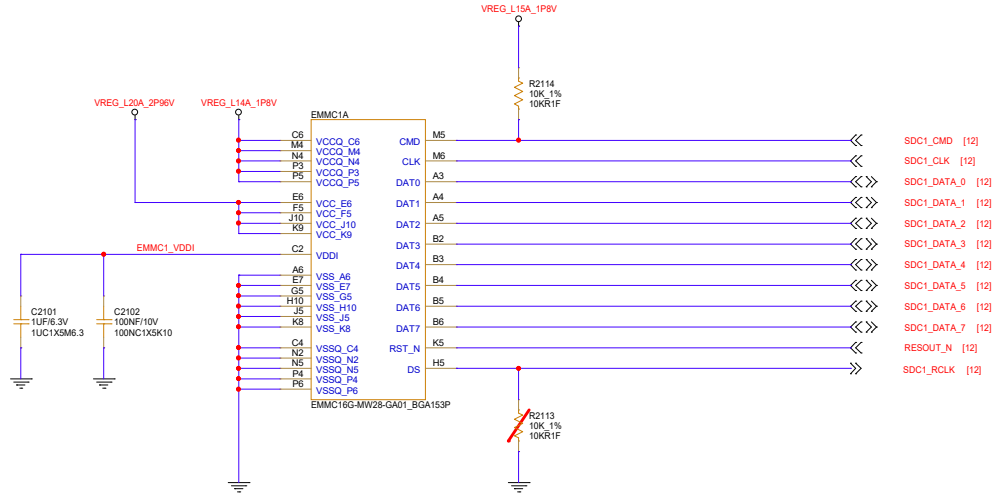 VREG_L15A_1P8V
R2114
10K_1%
10KR1F
VREG_L20A_2P96V
VREG_L14A_1P8V
EMMC1A
C6 VCCQ_C6
M4 VCCQ_M4
N4 VCCQ_N4
P3 VCCQ_P3
P5 VCCQ_P5
E6 VCC_E6
F5 VCC_F5
J10 VCC_J10
K9 VCC_K9
EMMC1_VDDI
C2 VDDI
A6 VSS_A6
E7 VSS_E7
G5 VSS_G5
H10 VSS_H10
J5 VSS_J5
K8 VSS_K8
C4 VSSQ_C4
N2 VSSQ_N2
N5 VSSQ_N5
P4 VSSQ_P4
P6 VSSQ_P6
CMD M5 SDC1_CMD [12]
CLK M6 SDC1_CLK [12]
DAT0 A3 SDC1_DATA_0 [12]
DAT1 A4 SDC1_DATA_1 [12]
DAT2 A5 SDC1_DATA_2 [12]
DAT3 B2 SDC1_DATA_3 [12]
DAT4 B3 SDC1_DATA_4 [12]
DAT5 B4 SDC1_DATA_5 [12]
DAT6 B5 SDC1_DATA_6 [12]
DAT7 B6 SDC1_DATA_7 [12]
RST_N K5 RESOUT_N [12]
DS H5 SDC1_RCLK [12]
C2101
1UF/6.3V
1UC1X5M6.3
C2102
100NF/10V
100NC1X5K10
EMMC16G-MW28-GA01_BGA153P
R2113
10K_1%
10KR1F